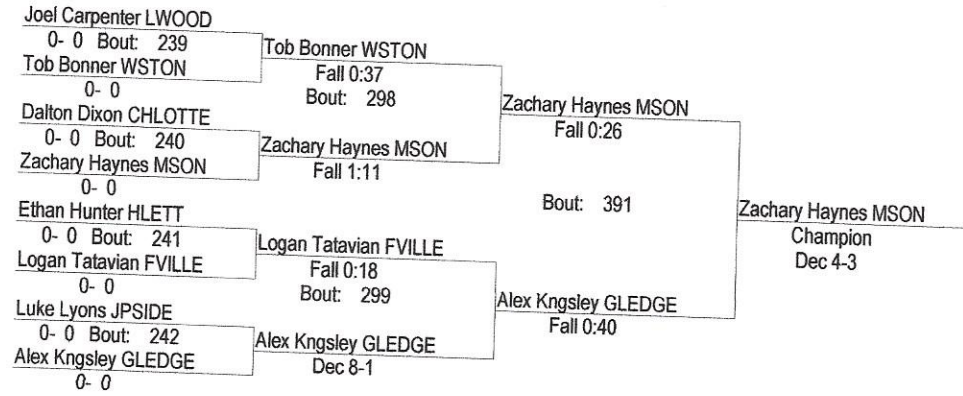 Joel Carpenter LWOOD
0- 0 Bout: 239
Tob Bonner WSTON
0- 0
Dalton Dixon CHLOTTE
0- 0 Bout: 240
Zachary Haynes MSON
0- 0
Ethan Hunter HLETT
0- 0 Bout: 241
Logan Tatavian FVILLE
0- 0
Luke Lyons JPSIDE
0- 0 Bout: 242
Alex Kngsley GLEDGE
0- 0
Tob Bonner WSTON
Fall 0:37
Bout: 298
Zachary Haynes MSON
Fall 1:11
Logan Tatavian FVILLE
Fall 0:18
Bout: 299
Alex Kngsley GLEDGE
Dec 8-1
Zachary Haynes MSON
Fall 0:26
Bout: 391
Alex Kngsley GLEDGE
Fall 0:40
Zachary Haynes MSON
Champion
Dec 4-3